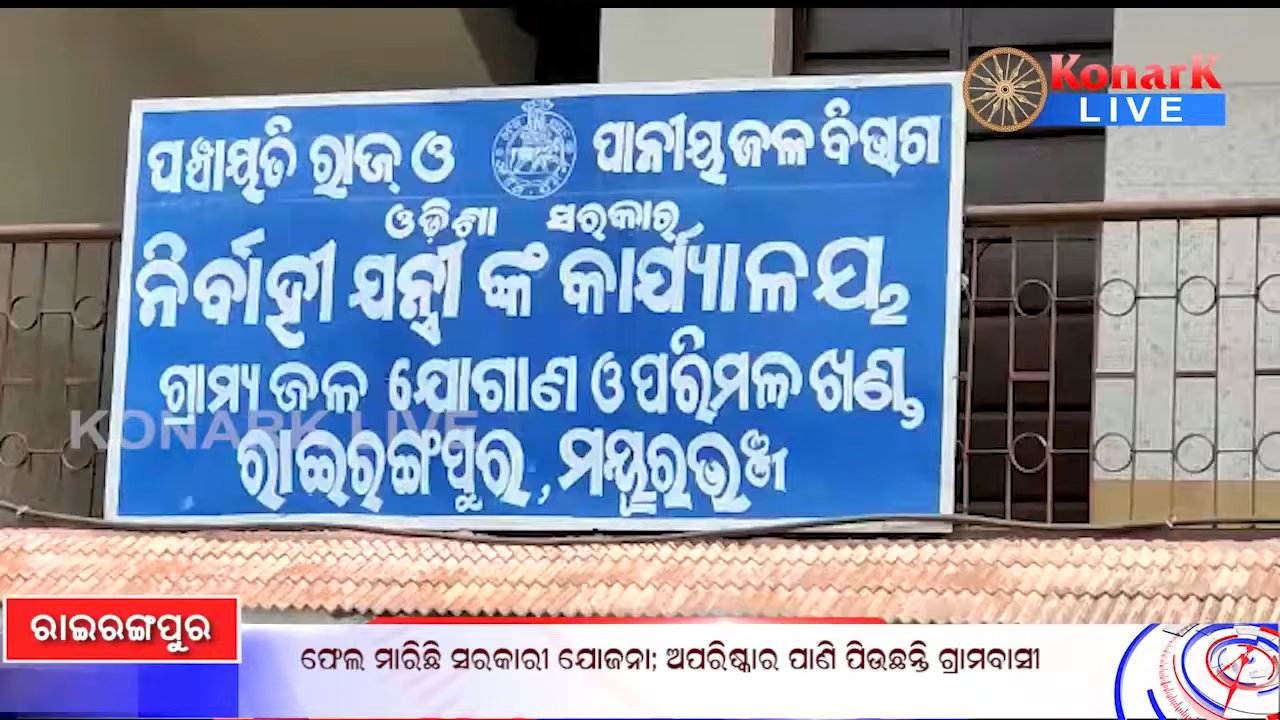 KonarK
LIVE
ପଞ୍ଚାୟତି ରାଜ୍ ଓ ପାନୀୟ ଜଳ ବିଭାଗ
ଓଡ଼ିଶା ସରକାର
ନିର୍ବାହୀ ଯନ୍ତ୍ରୀ ଙ୍କ କାର୍ଯ୍ୟାଳୟ,
ଗ୍ରାମ୍ୟ ଜଳ ଯୋଗାଣ ଓ ପରିମଳ ଖଣ୍ଡ
KONARK LIVE
ରାଇରଙ୍ଗପୁର, ମୟୂରଭଞ୍ଜ
ରାଇରଙ୍ଗପୁର
ଫେଲ ମାରିଛି ସରକାରୀ ଯୋଜନା; ଅପରିଷ୍କାର ପାଣି ପିଉଛନ୍ତି ଗ୍ରାମବାସୀ